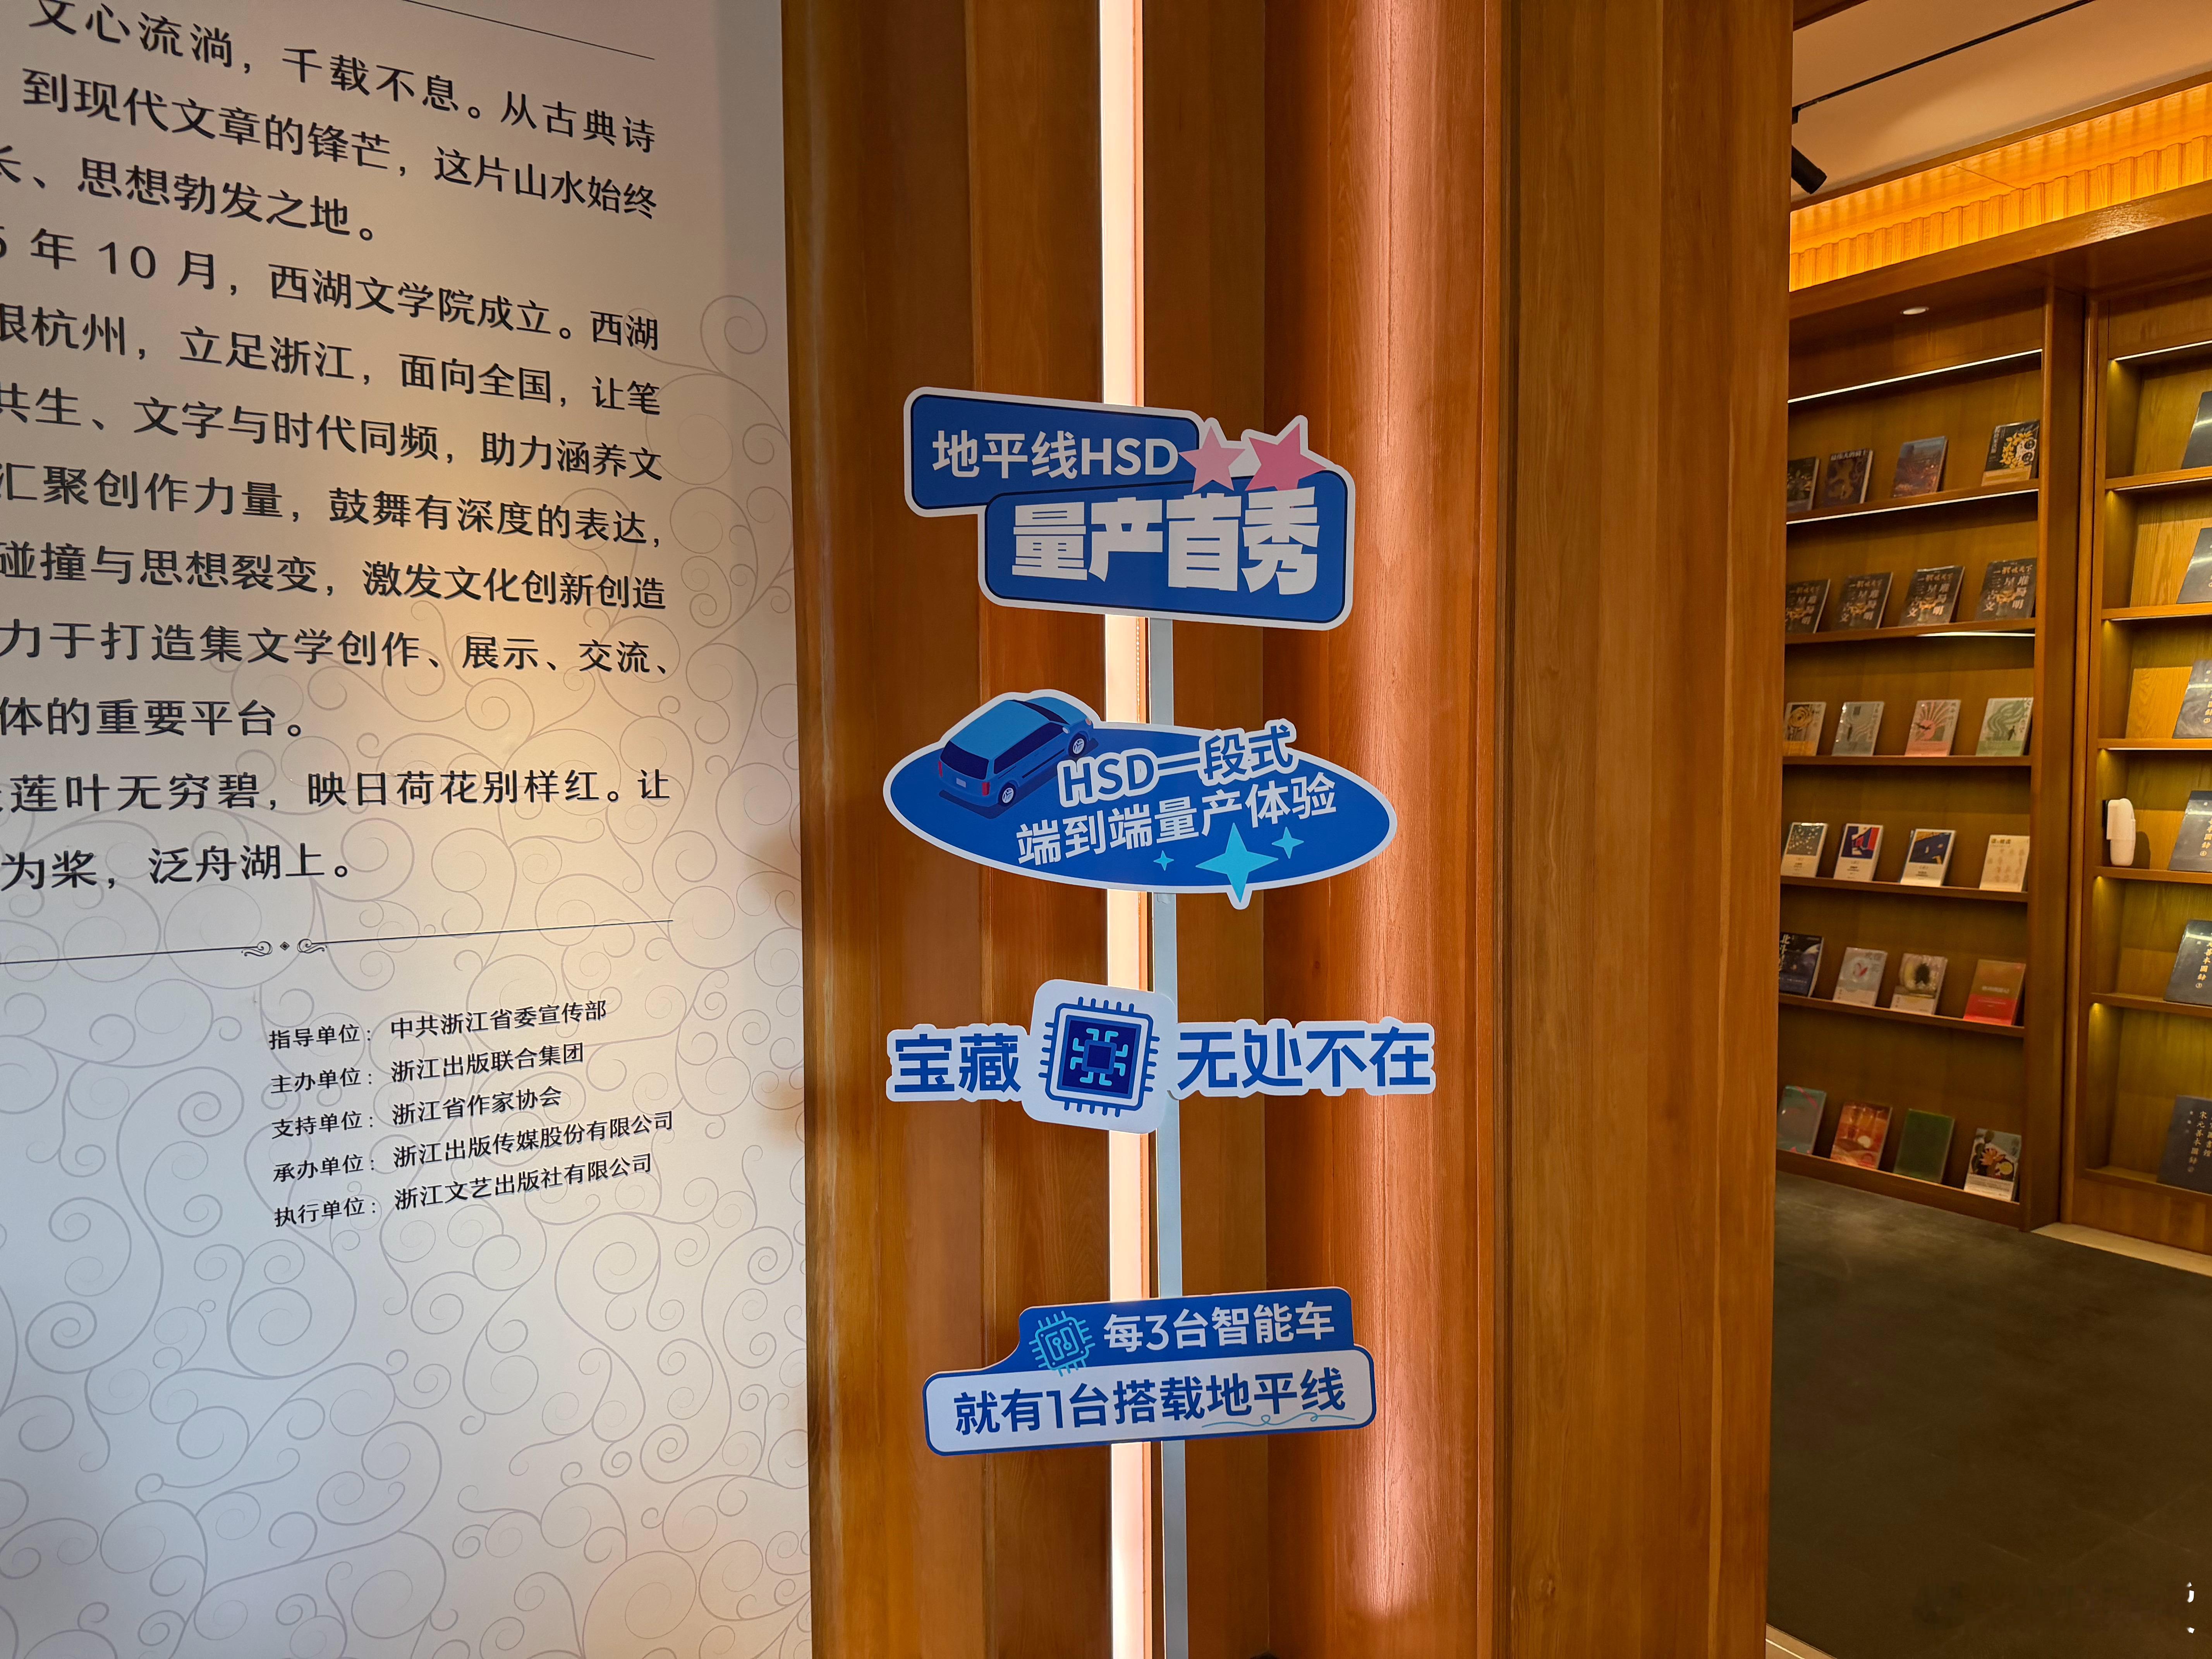 文心流淌，千载不息。从古典诗
到现代文章的锋芒，这片山水始终
长、思想勃发之地。
年 10 月，西湖文学院成立。西湖
根杭州，立足浙江，面向全国，让笔
共生、文字与时代同频，助力涵养文
汇聚创作力量，鼓舞有深度的表达，
碰撞与思想裂变，激发文化创新创造
力于打造集文学创作、展示、交流、
体的重要平台。
莲叶无穷碧，映日荷花别样红。让
为桨，泛舟湖上。
指导单位：中共浙江省委宣传部
主办单位：浙江出版联合集团
支持单位：浙江省作家协会
承办单位：浙江出版传媒股份有限公司
执行单位：浙江文艺出版社有限公司
地平线HSD
量产首秀
HSD一段式
端到端量产体验
宝藏 无处不在
每3台智能车
就有1台搭载地平线